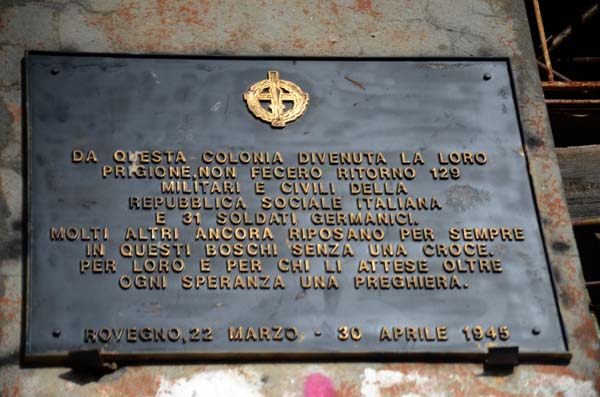 DA QUESTA COLONIA DIVENUTA LA LORO
PRIGIONE,NON FECERO RITORNO 129
MILITARI E CIVILI DELLA
REPUBBLICA SOCIALE ITALIANA
E 31 SOLDATI GERMANICI.
MOLTI ALTRI ANCORA RIPOSANO PER SEMPRE
IN QUESTI BOSCHI SENZA UNA CROCE.
PER LORO E PER CHI LI ATTESE OLTRE
OGNI SPERANZA UNA PREGHIERA.
ROVEGNO,22 MARZO - 30 APRILE 1945